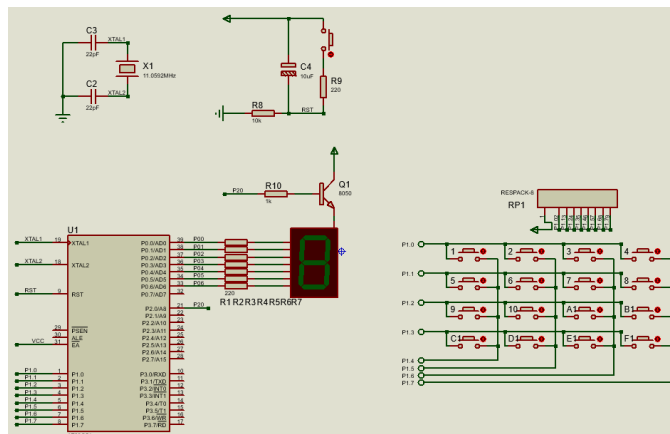 C3
XTAL1
22pF
X1
11.0592MHz
C2
XTAL2
22pF
C4
10uF
R9
220
R8
RST
10k
P20
R10
1k
Q1
8050
RESPACK-8
RP1
1
U1
XTAL1 19 XTAL1
XTAL2 18 XTAL2
RST 9 RST
29 PSEN
30 ALE
VCC 31 EA
P1.0 1 P1.0
P1.1 2 P1.1
P1.2 3 P1.2
P1.3 4 P1.3
P1.4 5 P1.4
P1.5 6 P1.5
P1.6 7 P1.6
P1.7 8 P1.7
P0.0/AD0 39 P00
P0.1/AD1 38 P01
P0.2/AD2 37 P02
P0.3/AD3 36 P03
P0.4/AD4 35 P04
P0.5/AD5 34 P05
P0.6/AD6 33 P06
P0.7/AD7 32
P2.0/A8 21 P20
P2.1/A9 22
P2.2/A10 23
P2.3/A11 24
P2.4/A12 25
P2.5/A13 26
P2.6/A14 27
P2.7/A15 28
P3.0/RXD 10
P3.1/TXD 11
P3.2/INT0 12
P3.3/INT1 13
P3.4/T0 14
P3.5/T1 15
P3.6/WR 16
P3.7/RD 17
220
R1R2R3R4R5R6R7
P1.0
1 2 3 4
P1.1
5 6 7 8
P1.2
9 10 A1 B1
P1.3
C1 D1 E1 F1
P1.4
P1.5
P1.6
P1.7